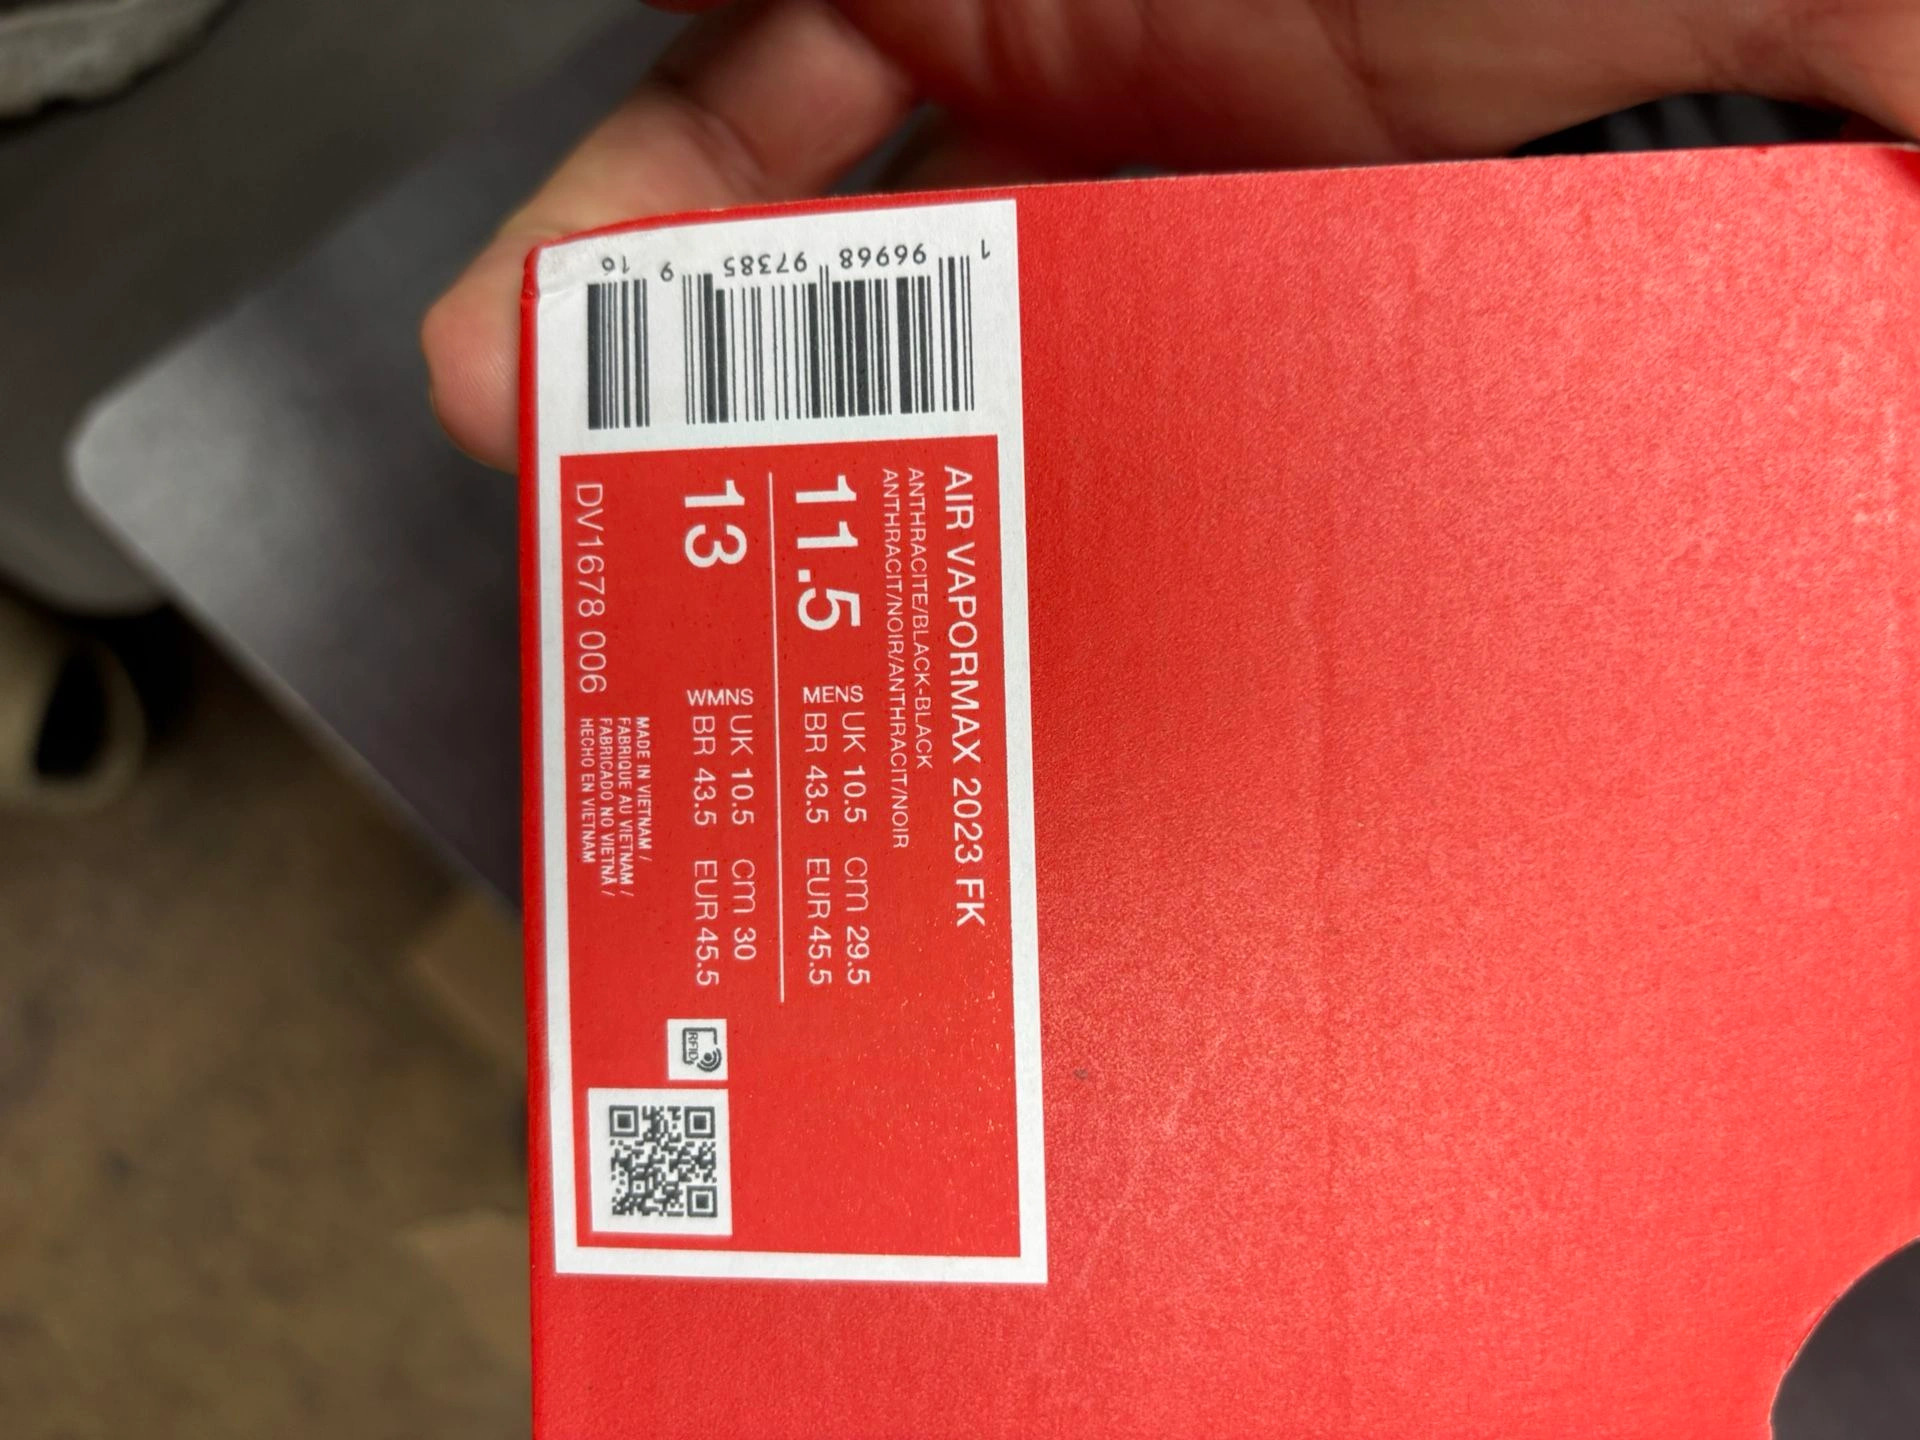 AIR VAPORMAX 2023 FK
ANTHRACITE/BLACK-BLACK
ANTHRACIT/NOIR/ANTHRACIT/NOIR
11.5 MENS UK 10.5 cm 29.5
BR 43.5 EUR 45.5
13 WMNS UK 10.5 cm 30
BR 43.5 EUR 45.5
DV1678 006
MADE IN VIETNAM /
FABRIQUE AU VIETNAM /
FABRICADO NO VIETNA /
HECHO EN VIETNAM
RFID
1 96968 97385 9 16